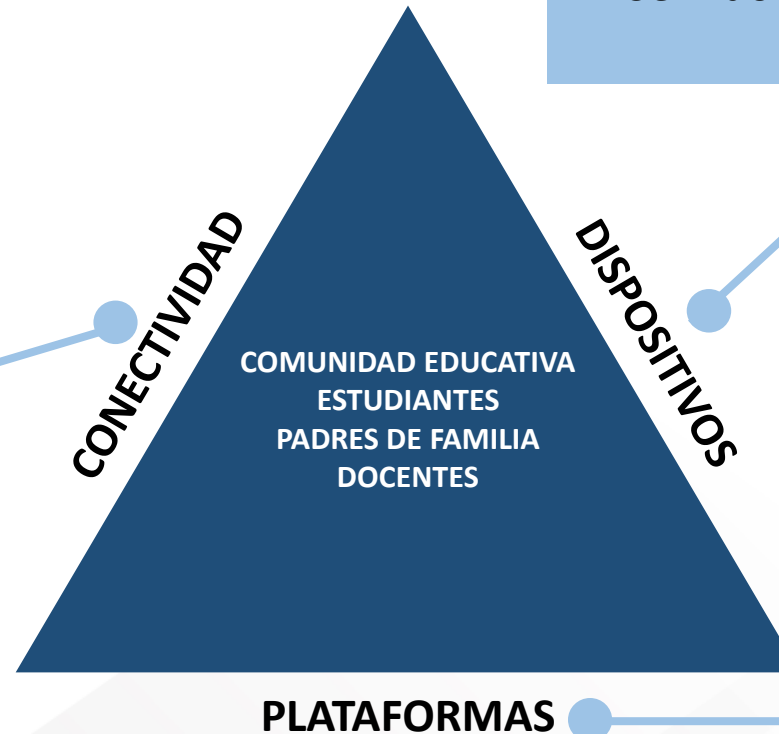 CONECTIVIDAD
DISPOSITIVOS
COMUNIDAD EDUCATIVA
ESTUDIANTES
PADRES DE FAMILIA
DOCENTES
PLATAFORMAS